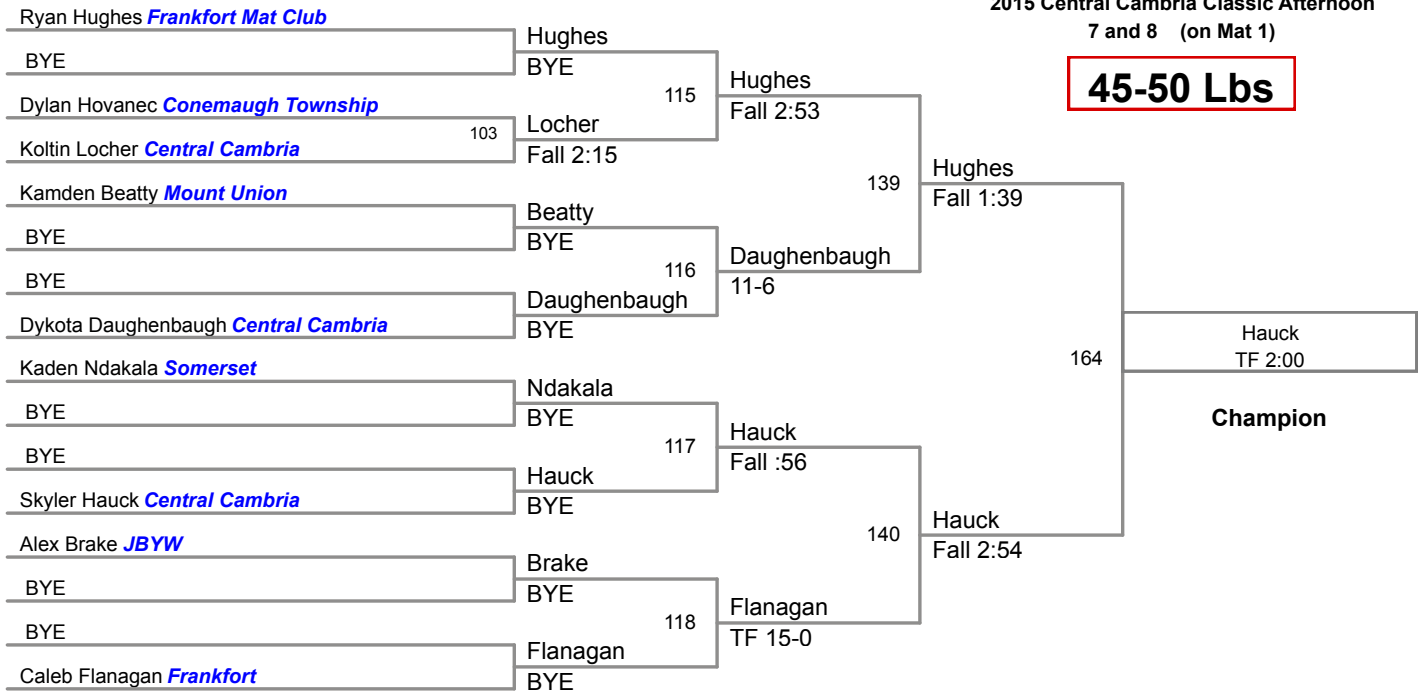 2015 Central Cambria Classic Afternoon
7 and 8 (on Mat 1)
45-50 Lbs
Ryan Hughes Frankfort Mat Club
BYE
Dylan Hovanec Conemaugh Township
Koltin Locher Central Cambria
Kamden Beatty Mount Union
BYE
BYE
Dykota Daughenbaugh Central Cambria
Kaden Ndakala Somerset
BYE
BYE
Skyler Hauck Central Cambria
Alex Brake JBYW
BYE
BYE
Caleb Flanagan Frankfort
Hughes
BYE
103
Locher
Fall 2:15
Beatty
BYE
Daughenbaugh
BYE
Ndakala
BYE
Hauck
BYE
Brake
BYE
Flanagan
BYE
115
Hughes
Fall 2:53
116
Daughenbaugh
11-6
117
Hauck
Fall :56
118
Flanagan
TF 15-0
139
Hughes
Fall 1:39
140
Hauck
Fall 2:54
164
Hauck
TF 2:00
Champion